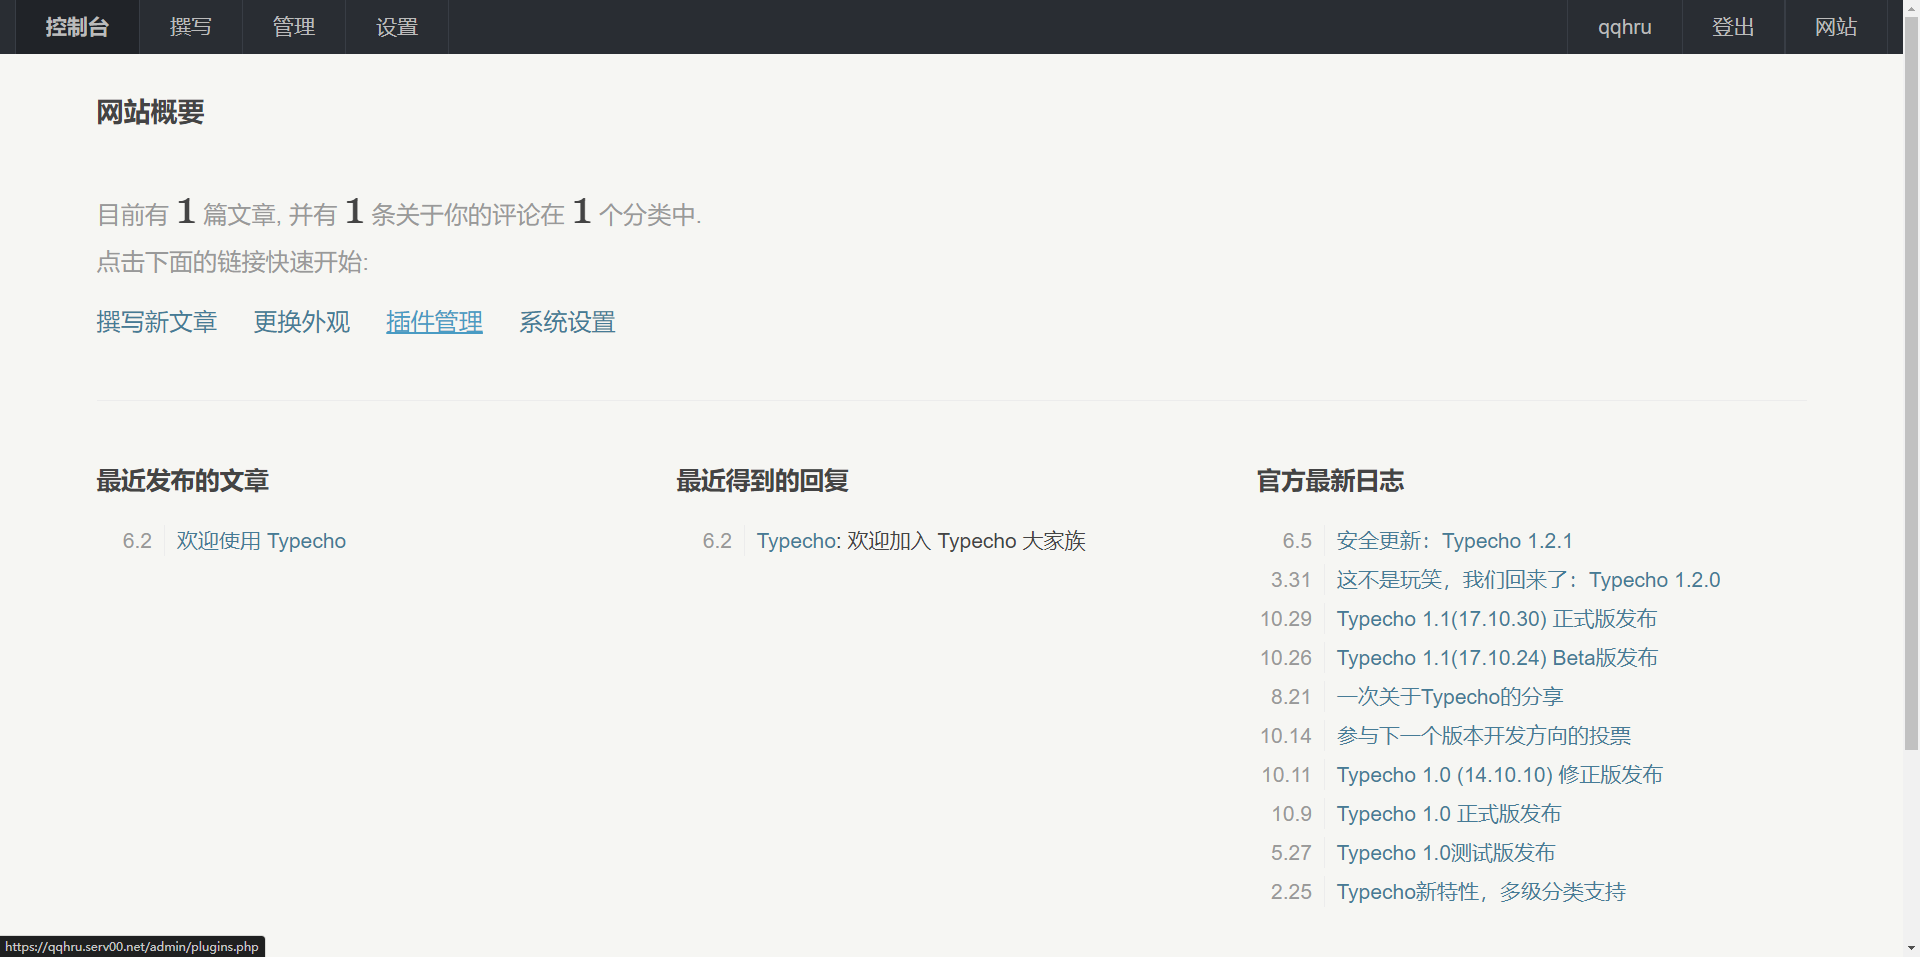 控制台 撰写 管理 设置 qqhru 登出 网站
网站概要
目前有 1 篇文章, 并有 1 条关于你的评论在 1 个分类中.
点击下面的链接快速开始:
撰写新文章 更换外观 插件管理 系统设置
最近发布的文章
6.2 欢迎使用 Typecho
最近得到的回复
6.2 Typecho: 欢迎加入 Typecho 大家族
官方最新日志
6.5 安全更新：Typecho 1.2.1
3.31 这不是玩笑，我们回来了：Typecho 1.2.0
10.29 Typecho 1.1(17.10.30) 正式版发布
10.26 Typecho 1.1(17.10.24) Beta版发布
8.21 一次关于Typecho的分享
10.14 参与下一个版本开发方向的投票
10.11 Typecho 1.0 (14.10.10) 修正版发布
10.9 Typecho 1.0 正式版发布
5.27 Typecho 1.0测试版发布
2.25 Typecho新特性，多级分类支持
https://qqhru.serv00.net/admin/plugins.php